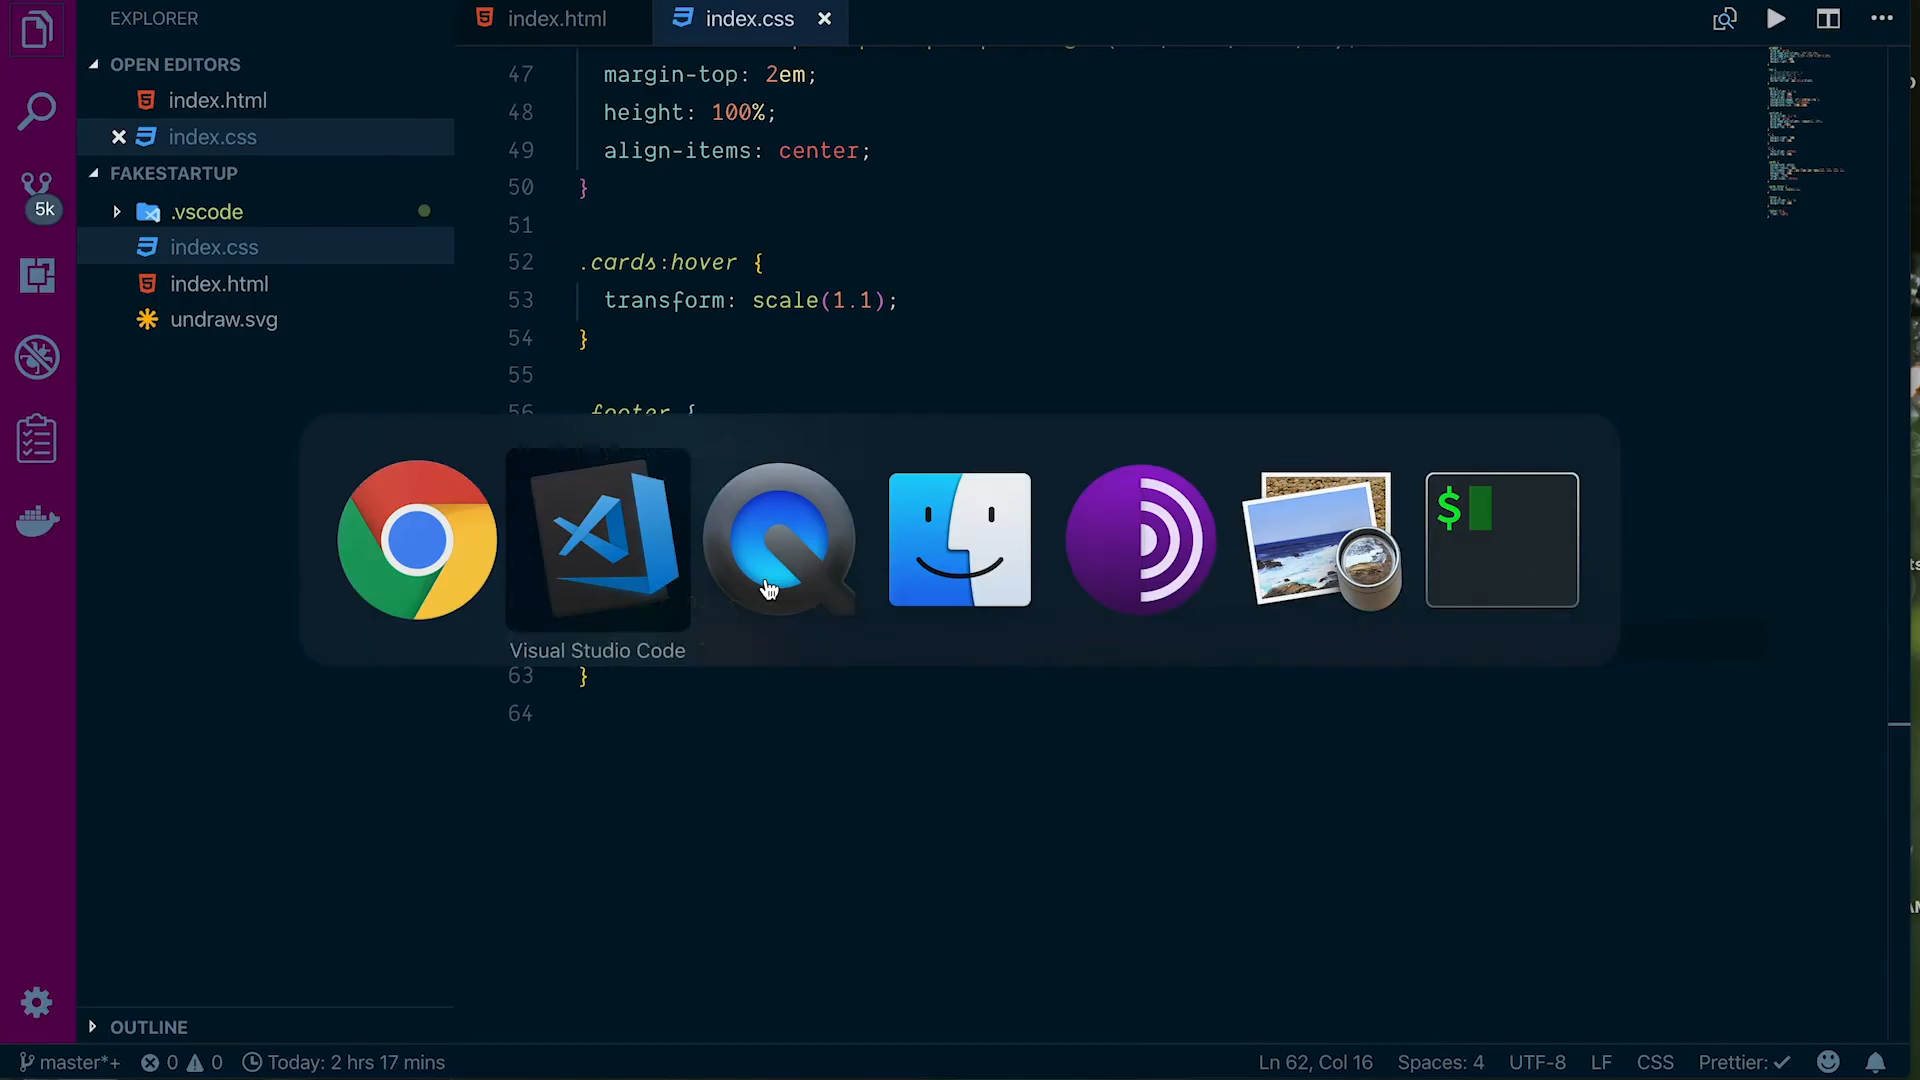 EXPLORER
index.html
index.css
OPEN EDITORS
index.html
index.css
FAKESTARTUP
.vscode
index.css
index.html
undraw.svg
5k
47 margin-top: 2em;
48 height: 100%;
49 align-items: center;
50 }
51
52 .cards:hover {
53 transform: scale(1.1);
54 }
55
56 footer {
$
Visual Studio Code
63 }
64
OUTLINE
master*+ 0 0 Today: 2 hrs 17 mins
Ln 62, Col 16 Spaces: 4 UTF-8 LF CSS Prettier: ✓